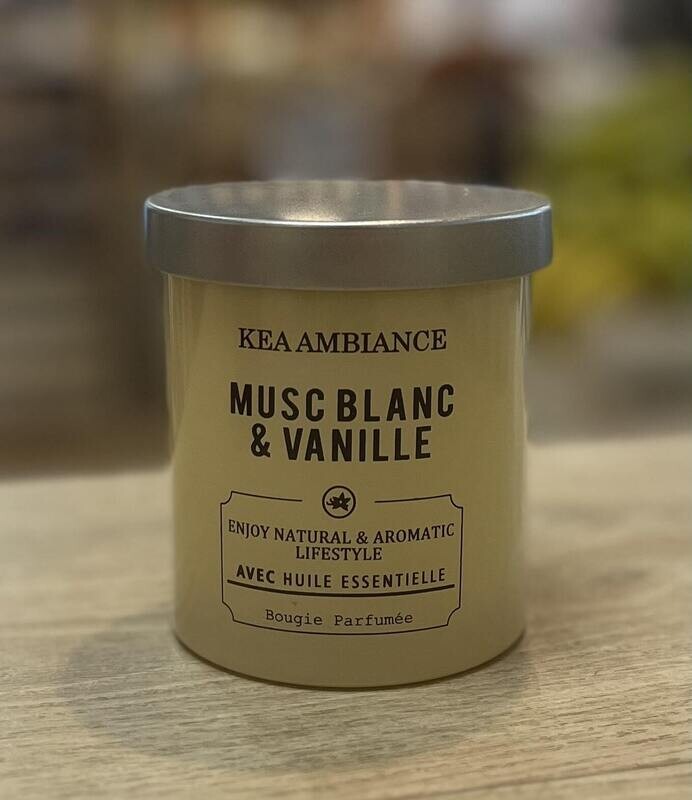 KEA AMBIANCE
MUSC BLANC
& VANILLE
ENJOY NATURAL & AROMATIC
LIFESTYLE
AVEC HUILE ESSENTIELLE
Bougie Parfumée